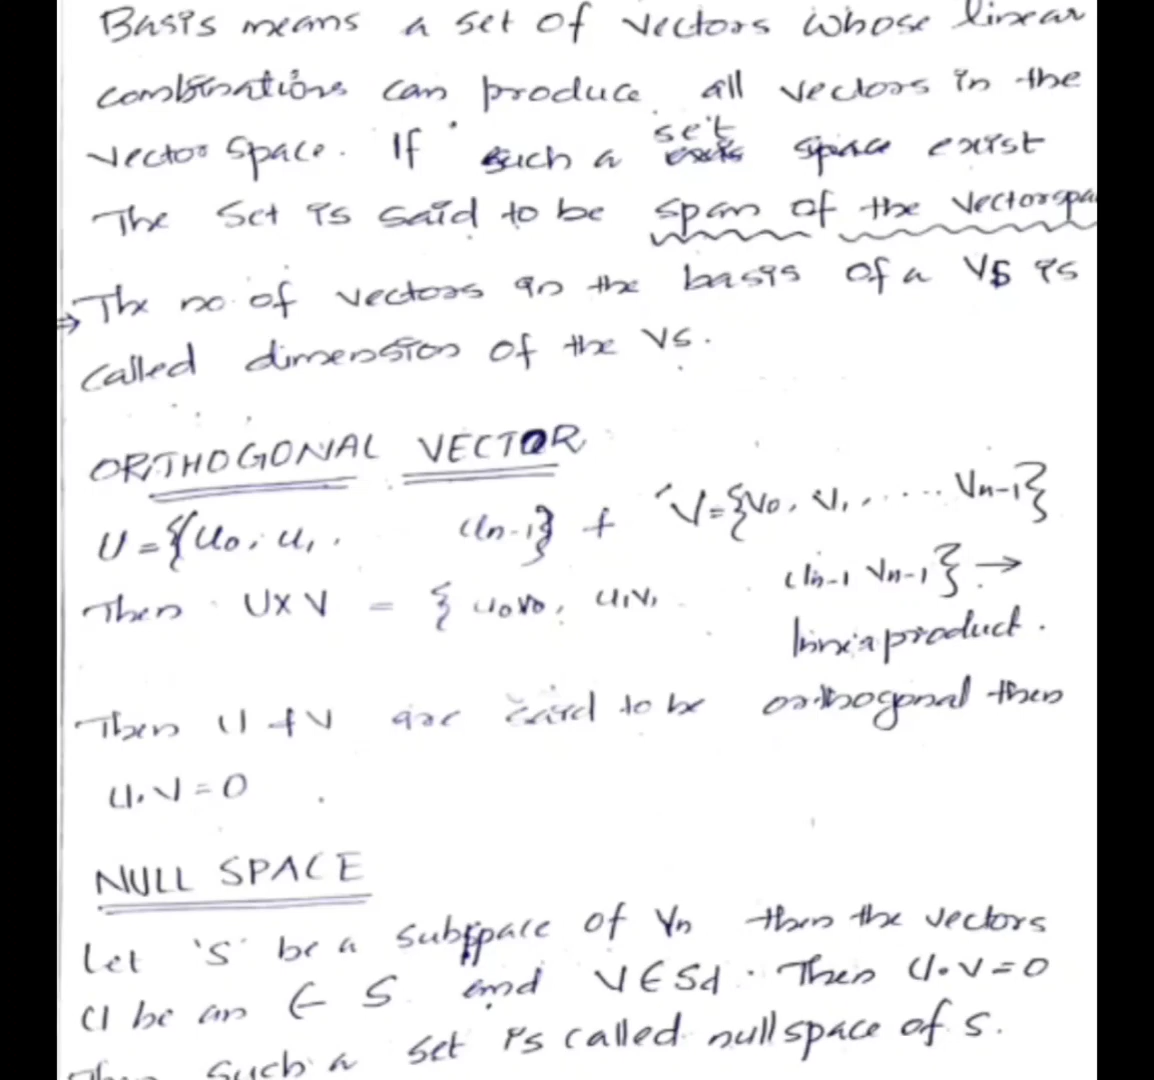 Basis means a set of vectors whose linear
combinations can produce all vectors in the
vector space. If such a set space exist
The Set is said to be span of the vectorspa
⇒ The no of vectors in the basis of a VS is
called dimension of the VS.
ORTHOGONAL VECTOR
U = {u0, u1, . un-1} & V = {v0, v1, ..... vn-1}
Then U x V = { u0v0, u1v1, un-1 vn-1} →
product.
Then U & V are said to be orthogonal then
U.V = 0
NULL SPACE
Let 'S' be a subspace of Vn then the vectors
U be an ∈ S and V ∈ Sd. Then U.V = 0
Then such a set is called null space of S.